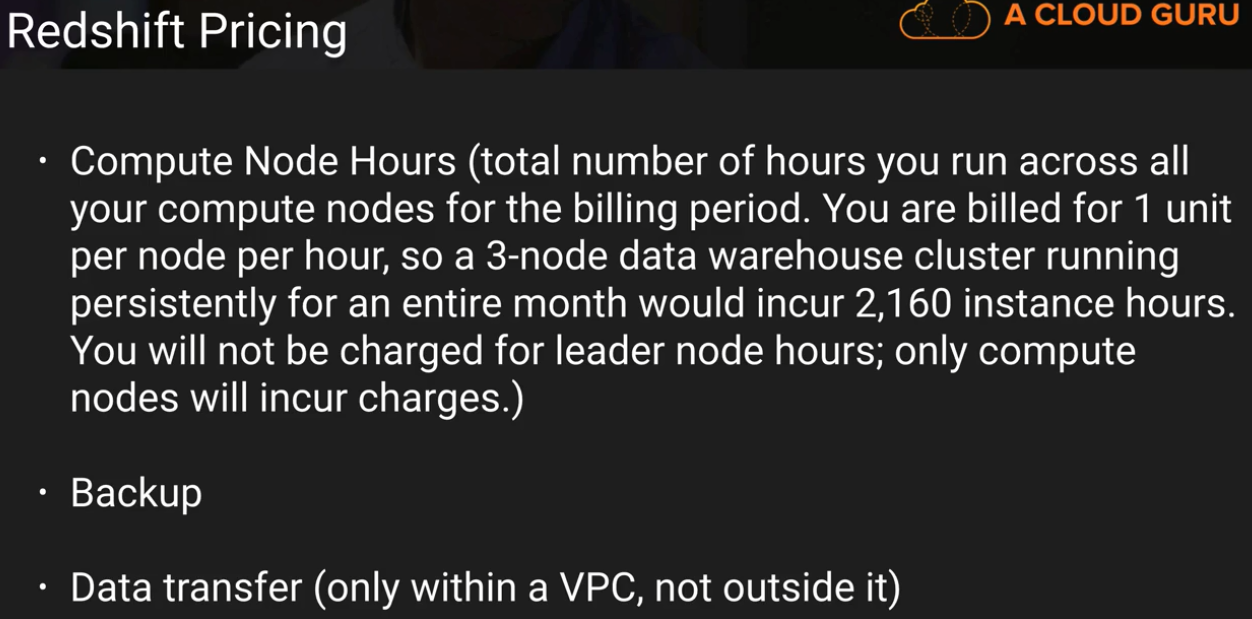 Redshift Pricing
A CLOUD GURU
· Compute Node Hours (total number of hours you run across all
your compute nodes for the billing period. You are billed for 1 unit
per node per hour, so a 3-node data warehouse cluster running
persistently for an entire month would incur 2,160 instance hours.
You will not be charged for leader node hours; only compute
nodes will incur charges.)
· Backup
· Data transfer (only within a VPC, not outside it)